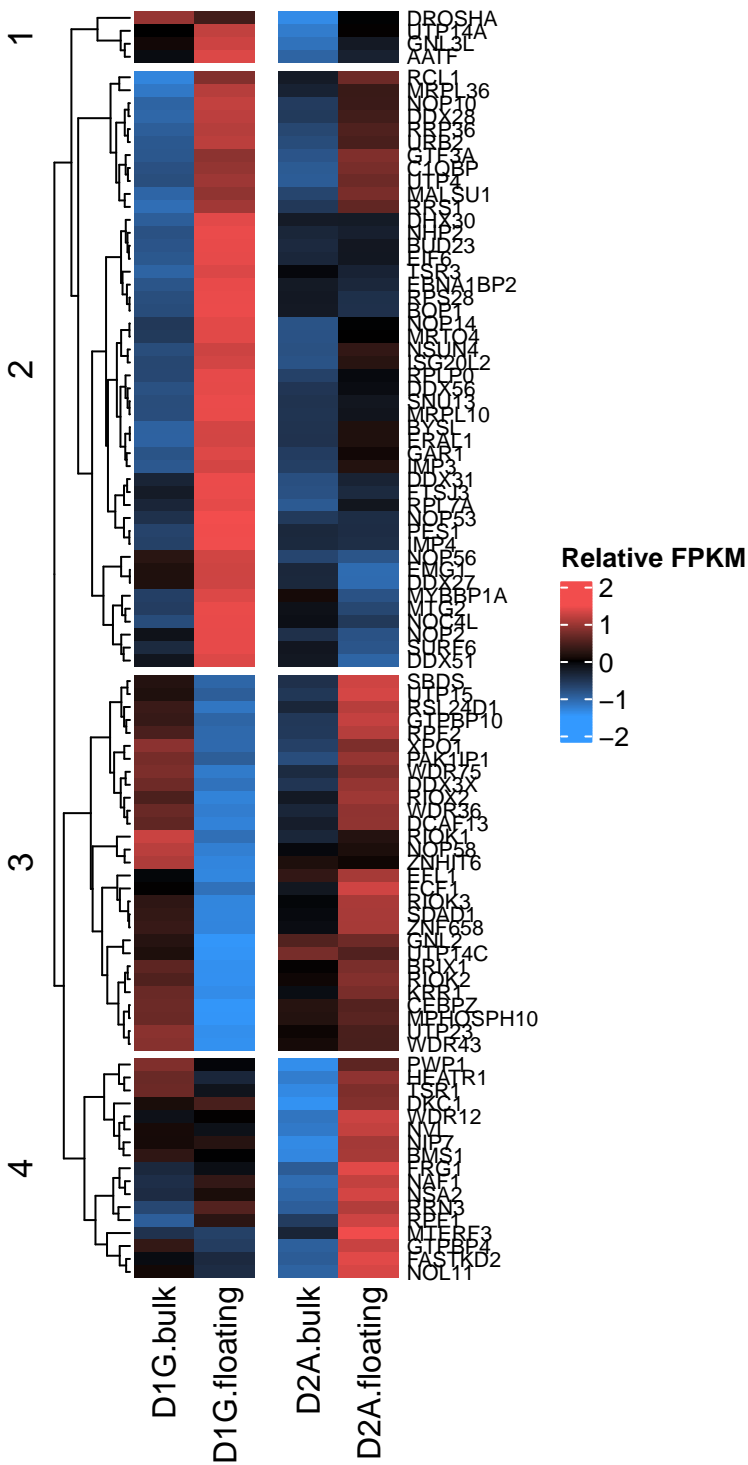 1
DROSHA
UTP14A
GNL3L
AATF
2
RCL1
MRPL36
NOP10
DDX28
RRP36
URB2
GTF3A
C1QBP
UTP4
MALSU1
RRS1
DHX30
NHP2
BUD23
EIF6
TSR3
EBNA1BP2
RPS28
BOP1
NOP14
MRTO4
NSUN4
ISG20L2
RPLP0
DDX56
SNU13
MRPL10
BYSL
ERAL1
GAR1
IMP3
DDX31
FTSJ3
RPL7A
NOP53
PES1
IMP4
NOP56
EMG1
DDX27
MYBBP1A
MTG2
NOC4L
NOP2
SURF6
DDX51
3
SBDS
UTP15
RSL24D1
GTPBP10
RPF2
XPO1
PAK1IP1
WDR75
DDX3X
RIOX2
WDR36
DCAF13
RIOK1
NOP58
ZNHIT6
EFL1
FCF1
RIOK3
SDAD1
ZNF658
GNL2
UTP14C
BRIX1
RIOK2
KRR1
CEBPZ
MPHOSPH10
UTP23
WDR43
4
PWP1
HEATR1
TSR1
DKC1
WDR12
NVL
NIP7
BMS1
FRG1
NAF1
NSA2
RRN3
RPF1
MTERF3
GTPBP4
FASTKD2
NOL11
D1G.bulk
D1G.floating
D2A.bulk
D2A.floating
Relative FPKM
2
1
0
−1
−2